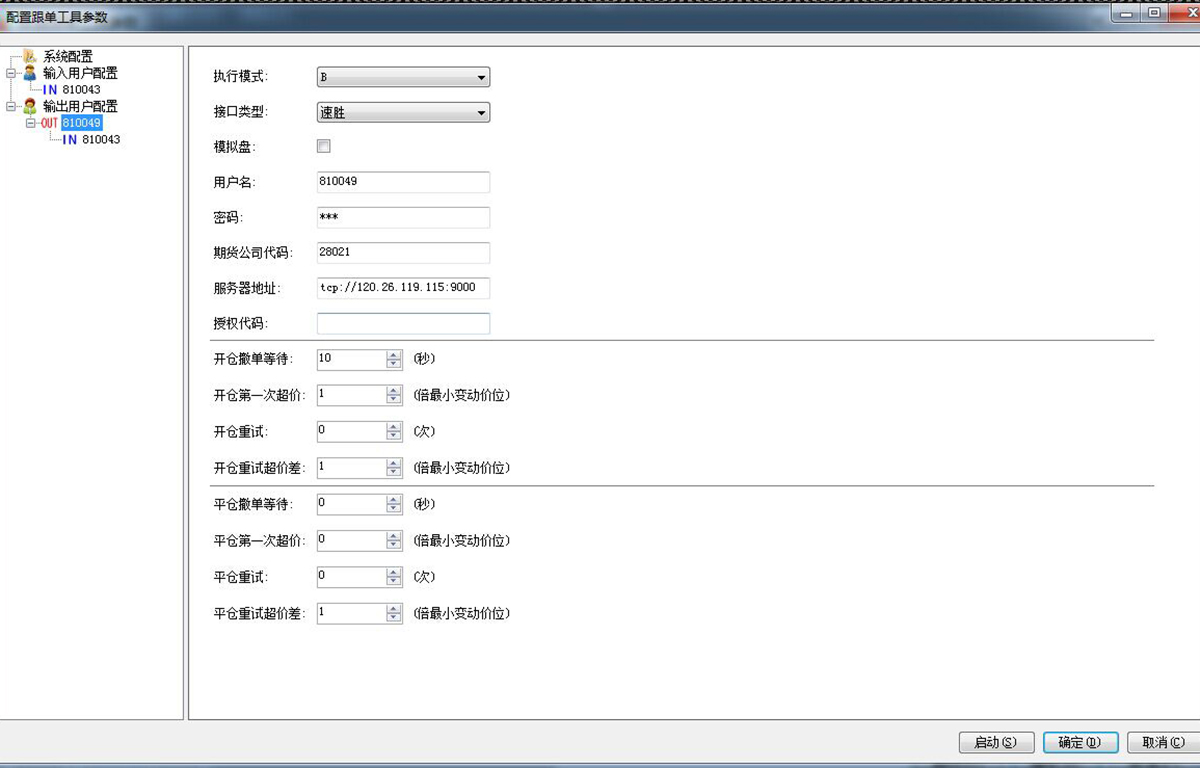 配置跟单工具参数
系统配置
输入用户配置
IN 810043
输出用户配置
OUT 810049
IN 810043
执行模式: B
接口类型: 速胜
模拟盘:
用户名: 810049
密码: ***
期货公司代码: 28021
服务器地址: tcp://120.26.119.115:9000
授权代码:
开仓撤单等待: 10 (秒)
开仓第一次超价: 1 (倍最小变动价位)
开仓重试: 0 (次)
开仓重试超价差: 1 (倍最小变动价位)
平仓撤单等待: 0 (秒)
平仓第一次超价: 0 (倍最小变动价位)
平仓重试: 0 (次)
平仓重试超价差: 1 (倍最小变动价位)
启动(S) 确定(O) 取消(C)